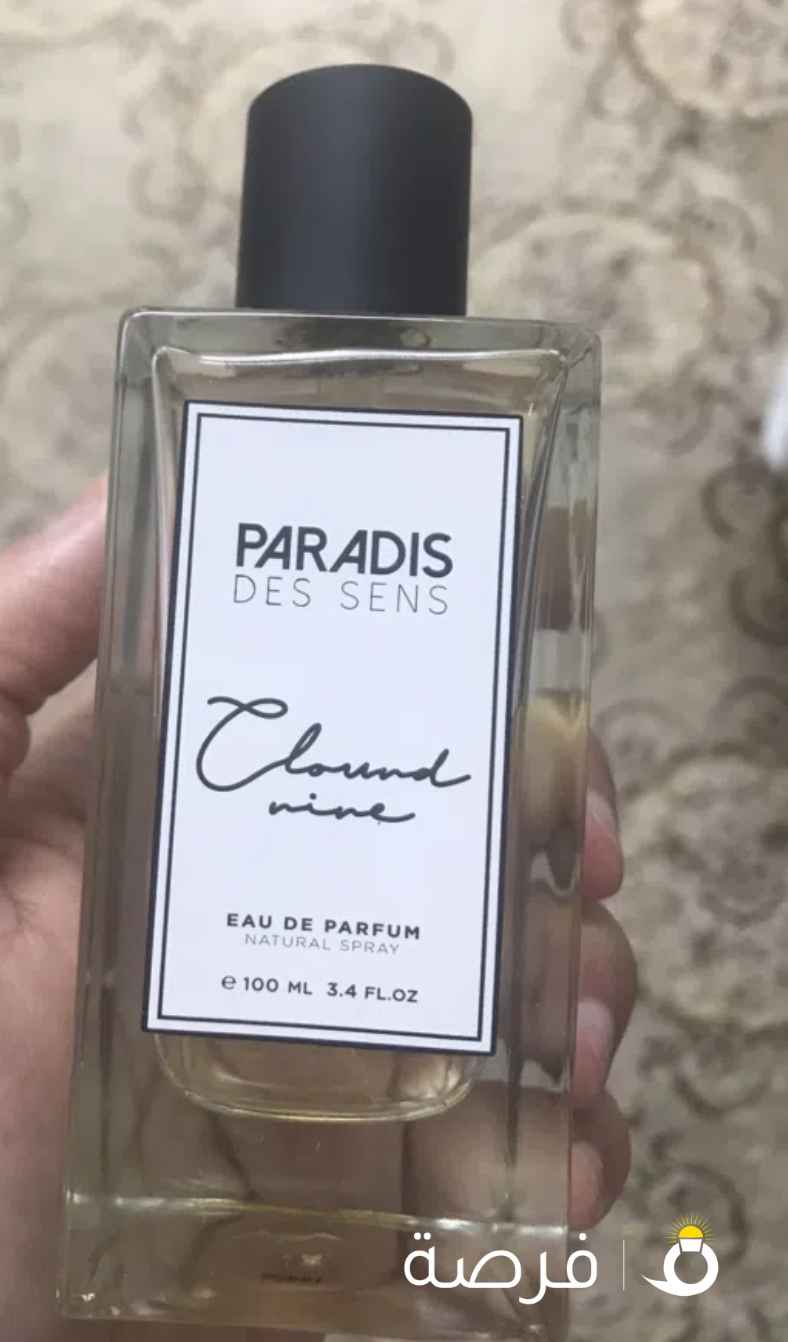 PARADIS
DES SENS
Clound
nine
EAU DE PARFUM
NATURAL SPRAY
e 100 ML 3.4 FL.OZ
فرصة